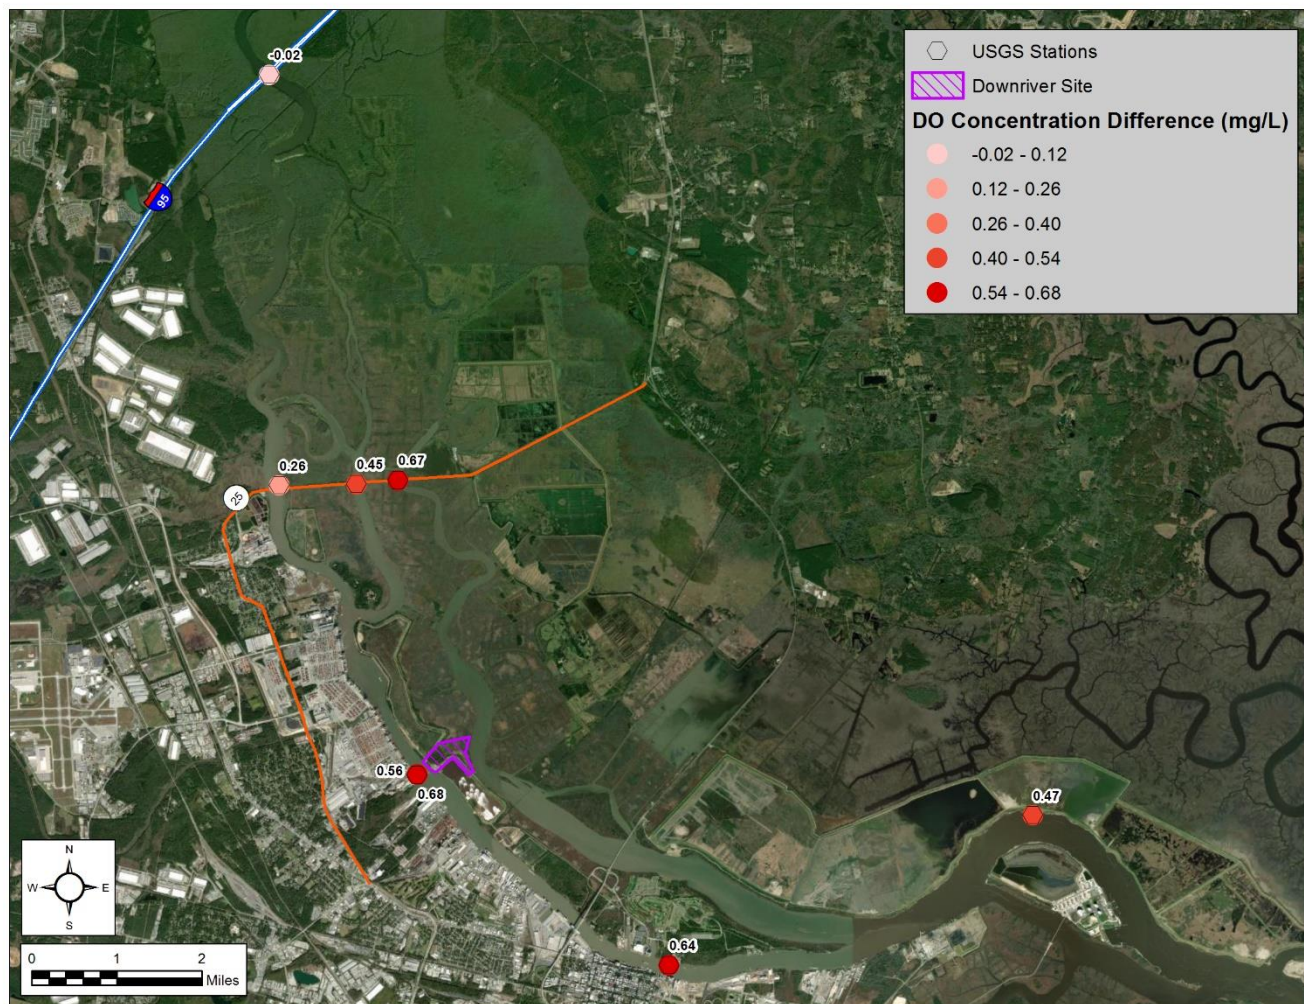 -0.02
USGS Stations
Downriver Site
DO Concentration Difference (mg/L)
-0.02 - 0.12
0.12 - 0.26
0.26 - 0.40
0.40 - 0.54
0.54 - 0.68
95
0.26
0.45
0.67
25
0.56
0.68
0.47
0.64
N
W E
S
0 1 2
Miles